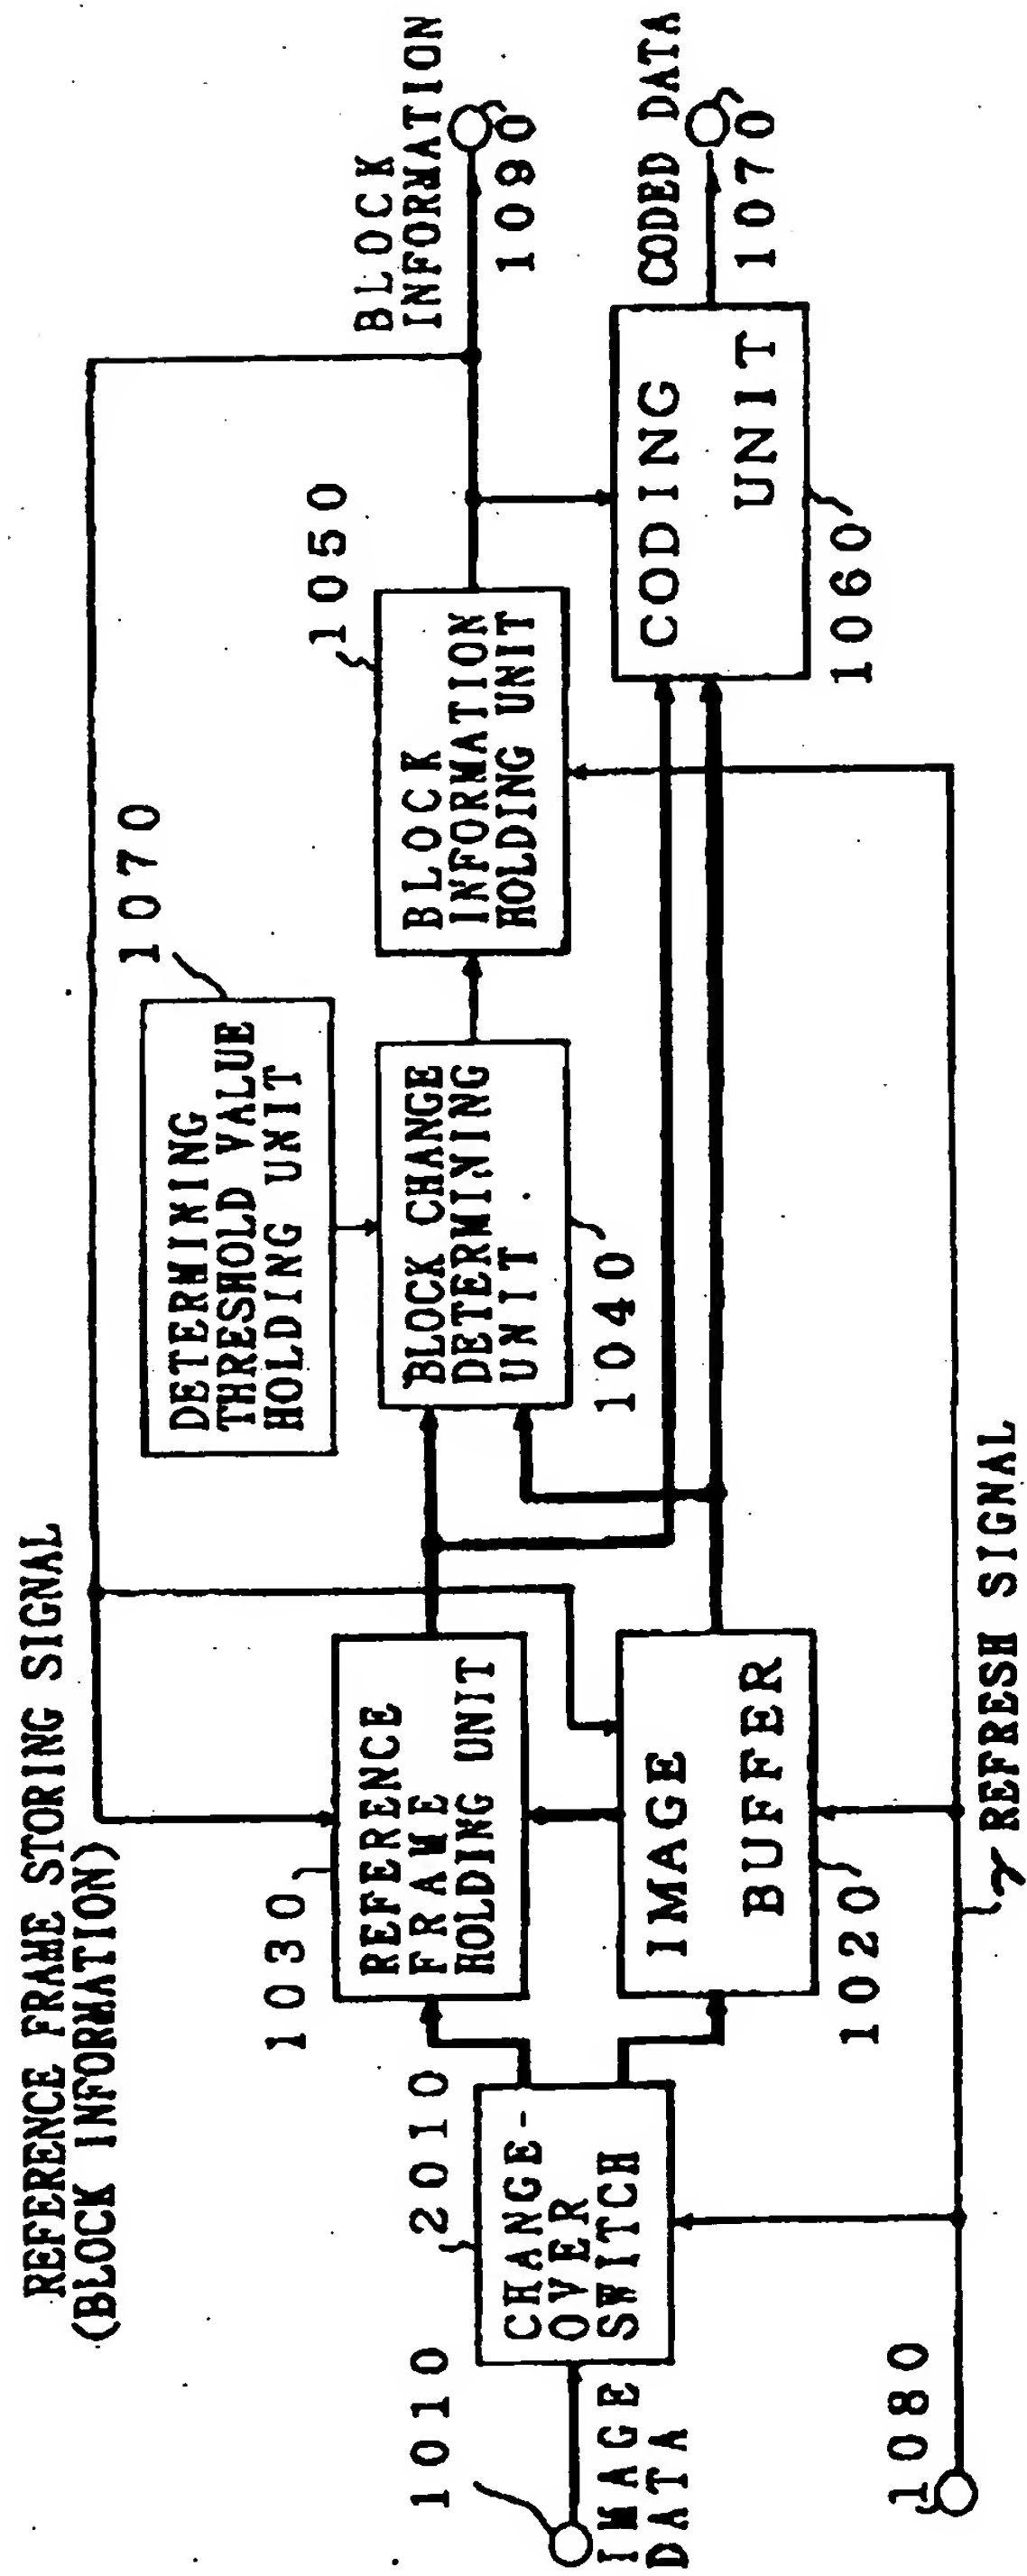 REFERENCE FRAME STORING SIGNAL
(BLOCK INFORMATION)
1070
DETERMINING
THRESHOLD VALUE
HOLDING UNIT
1050
BLOCK
INFORMATION
1090
1030
REFERENCE
FRAME
HOLDING UNIT
BLOCK CHANGE
DETERMINING
UNIT
1040
BLOCK
INFORMATION
HOLDING UNIT
1010
IMAGE
DATA
2010
CHANGE-
OVER
SWITCH
IMAGE
BUFFER
1020
CODING
UNIT
1060
CODED DATA
1070
1080
REFRESH SIGNAL